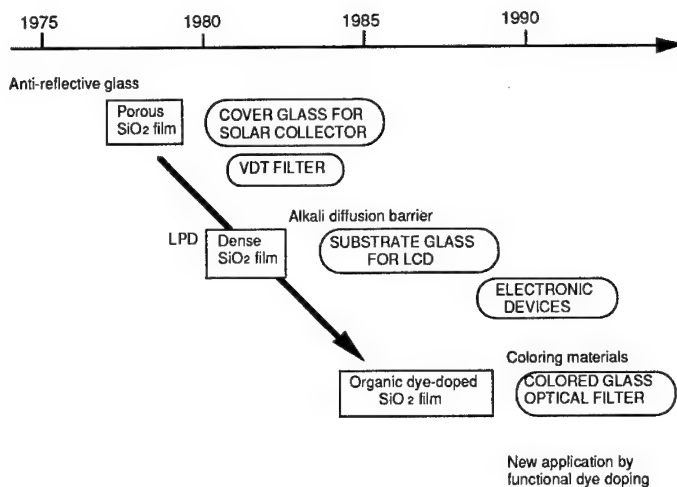 1975 1980 1985 1990
Anti-reflective glass
Porous
SiO2 film
COVER GLASS FOR
SOLAR COLLECTOR
VDT FILTER
Alkali diffusion barrier
LPD
Dense
SiO2 film
SUBSTRATE GLASS
FOR LCD
ELECTRONIC
DEVICES
Coloring materials
Organic dye-doped
SiO2 film
COLORED GLASS
OPTICAL FILTER
New application by
functional dye doping